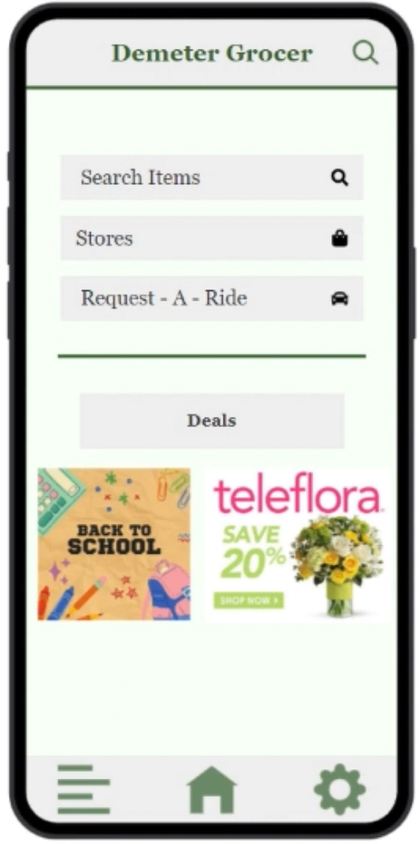 Demeter Grocer
Search Items
Stores
Request - A - Ride
Deals
BACK TO
SCHOOL
teleflora.
SAVE
20%
SHOP NOW